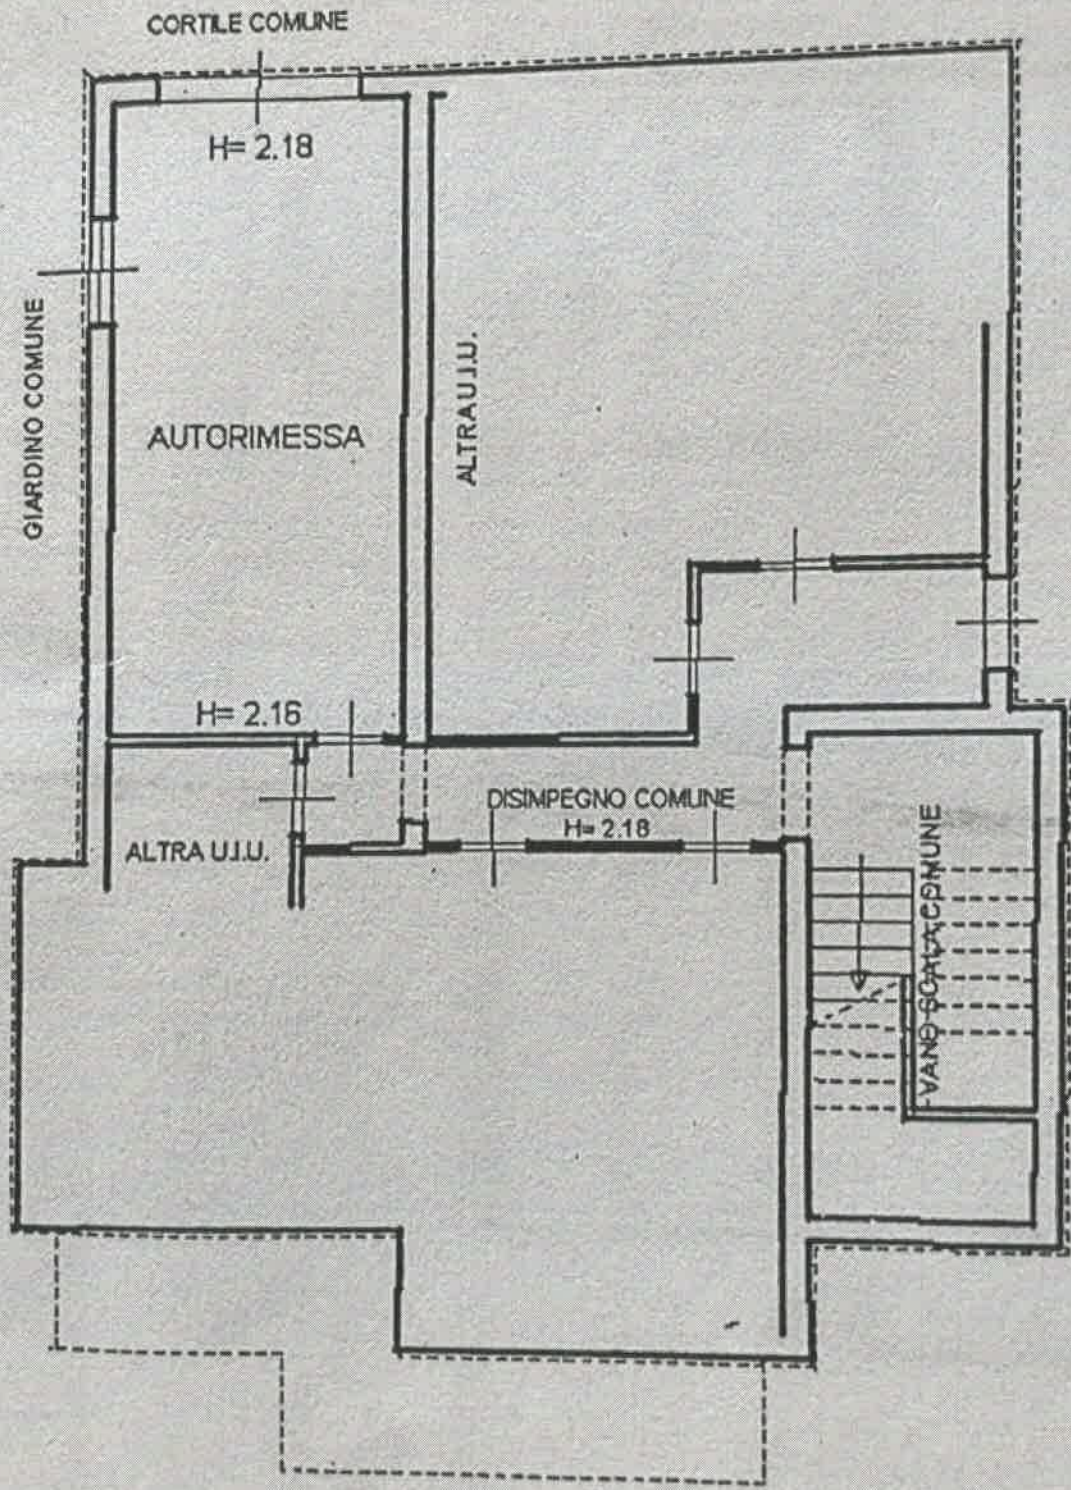 CORTILE COMUNE
H= 2.18
GIARDINO COMUNE
AUTORIMESSA
ALTRA U.I.U.
H= 2.16
DISIMPEGNO COMUNE
H= 2.18
ALTRA U.I.U.
VANO SCALA COMUNE